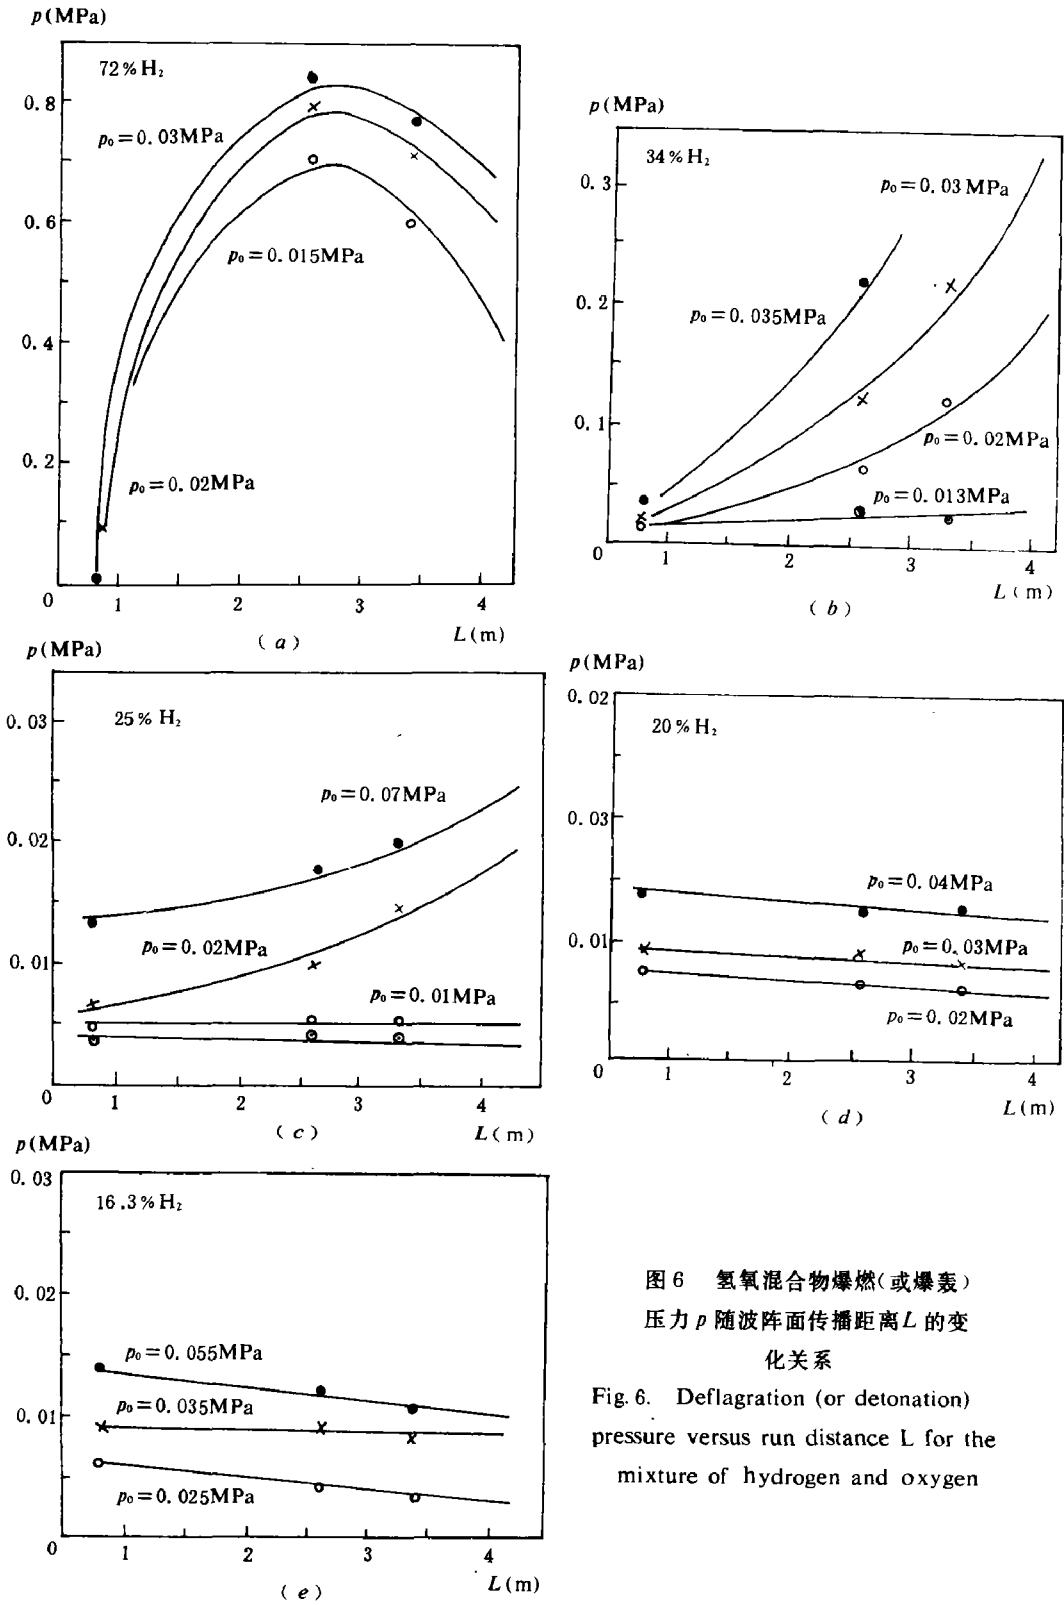 p(MPa)
72%H₂
0.8
p₀=0.03MPa
0.6
p₀=0.015MPa
0.4
0.2
p₀=0.02MPa
0
1
2
3
4
(a)
L(m)
p(MPa)
34%H₂
0.3
p₀=0.03MPa
0.2
p₀=0.035MPa
0.1
p₀=0.02MPa
p₀=0.013MPa
0
1
2
3
4
(b)
L(m)
p(MPa)
0.03
25%H₂
p₀=0.07MPa
0.02
p₀=0.02MPa
0.01
p₀=0.01MPa
0
1
2
3
4
(c)
L(m)
p(MPa)
0.02
20%H₂
0.03
p₀=0.04MPa
0.01
p₀=0.03MPa
p₀=0.02MPa
0
1
2
3
4
(d)
L(m)
p(MPa)
0.03
16.3%H₂
0.02
p₀=0.055MPa
p₀=0.035MPa
0.01
p₀=0.025MPa
0
1
2
3
4
(e)
L(m)
图6 氢氧混合物爆燃(或爆轰)
压力p随波阵面传播距离L的变
化关系
Fig. 6. Deflagration (or detonation)
pressure versus run distance L for the
mixture of hydrogen and oxygen